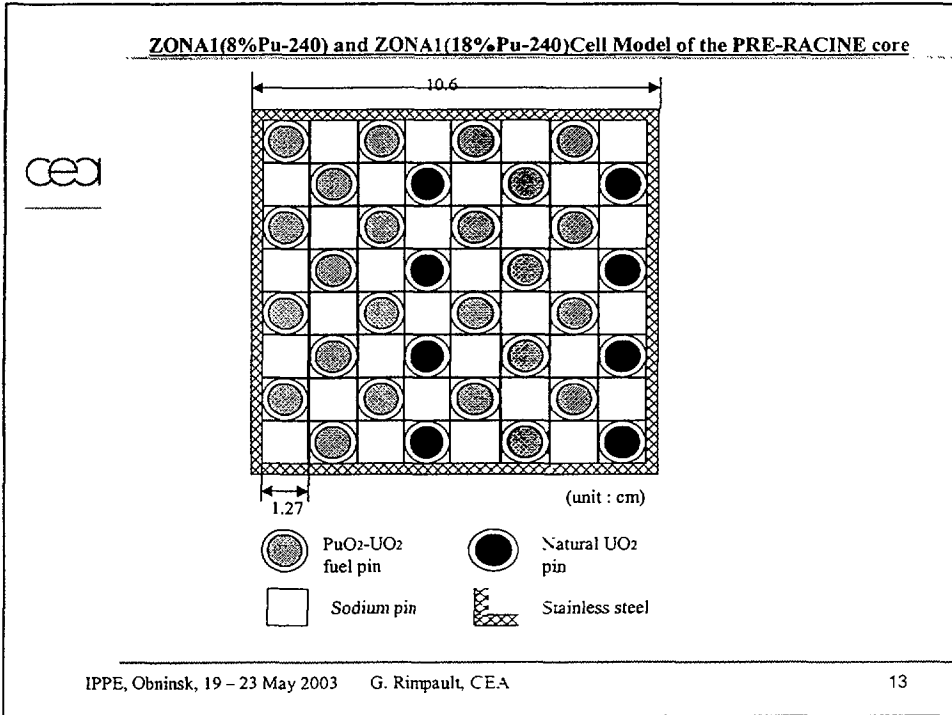 ZONA1(8%Pu-240) and ZONA1(18%Pu-240)Cell Model of the PRE-RACINE core
10.6
cea
1.27
(unit : cm)
PuO2-UO2
fuel pin
Natural UO2
pin
Sodium pin
Stainless steel
IPPE, Obninsk, 19 – 23 May 2003 G. Rimpault, CEA
13